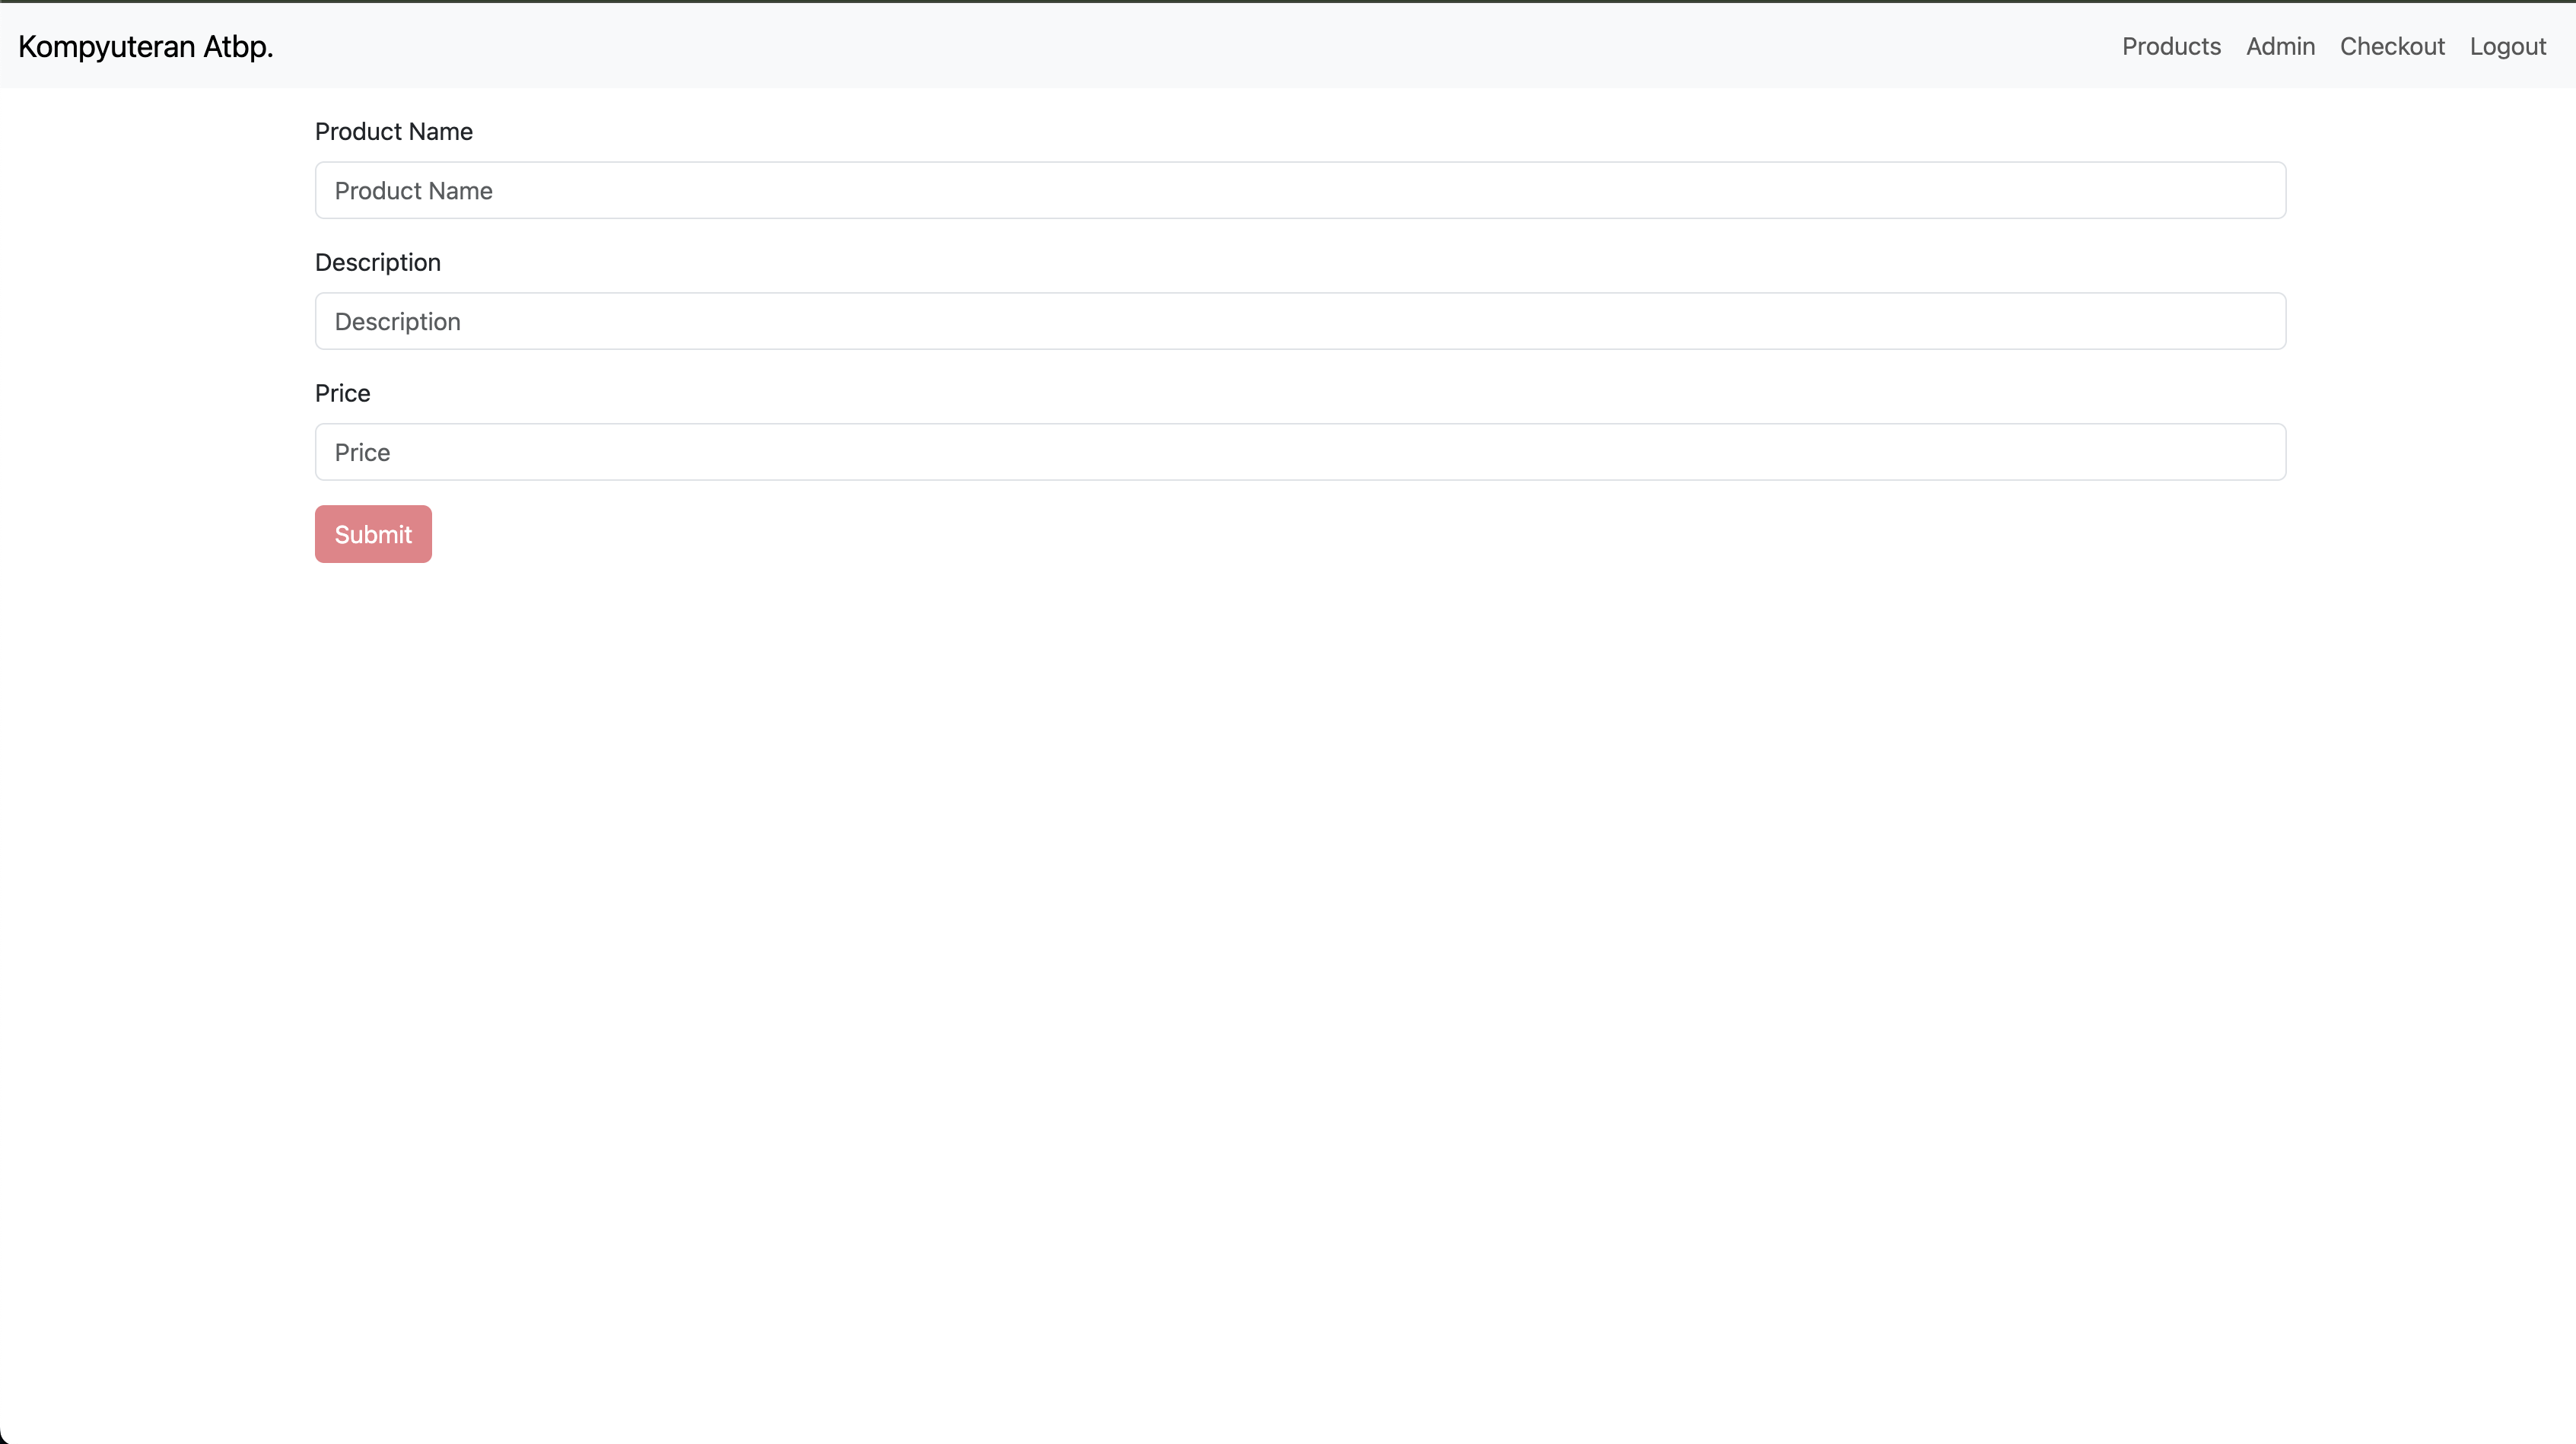 Kompyuteran Atbp.
Products Admin Checkout Logout
Product Name
Product Name
Description
Description
Price
Price
Submit